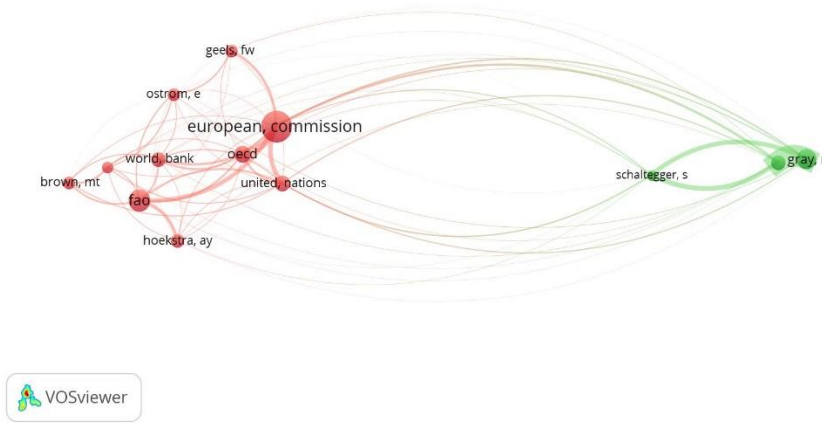 geels, fw
ostrom, e
european, commission
world, bank
oecd
brown, mt
united, nations
schaltegger, s
gray,
fao
hoekstra, ay
VOSviewer